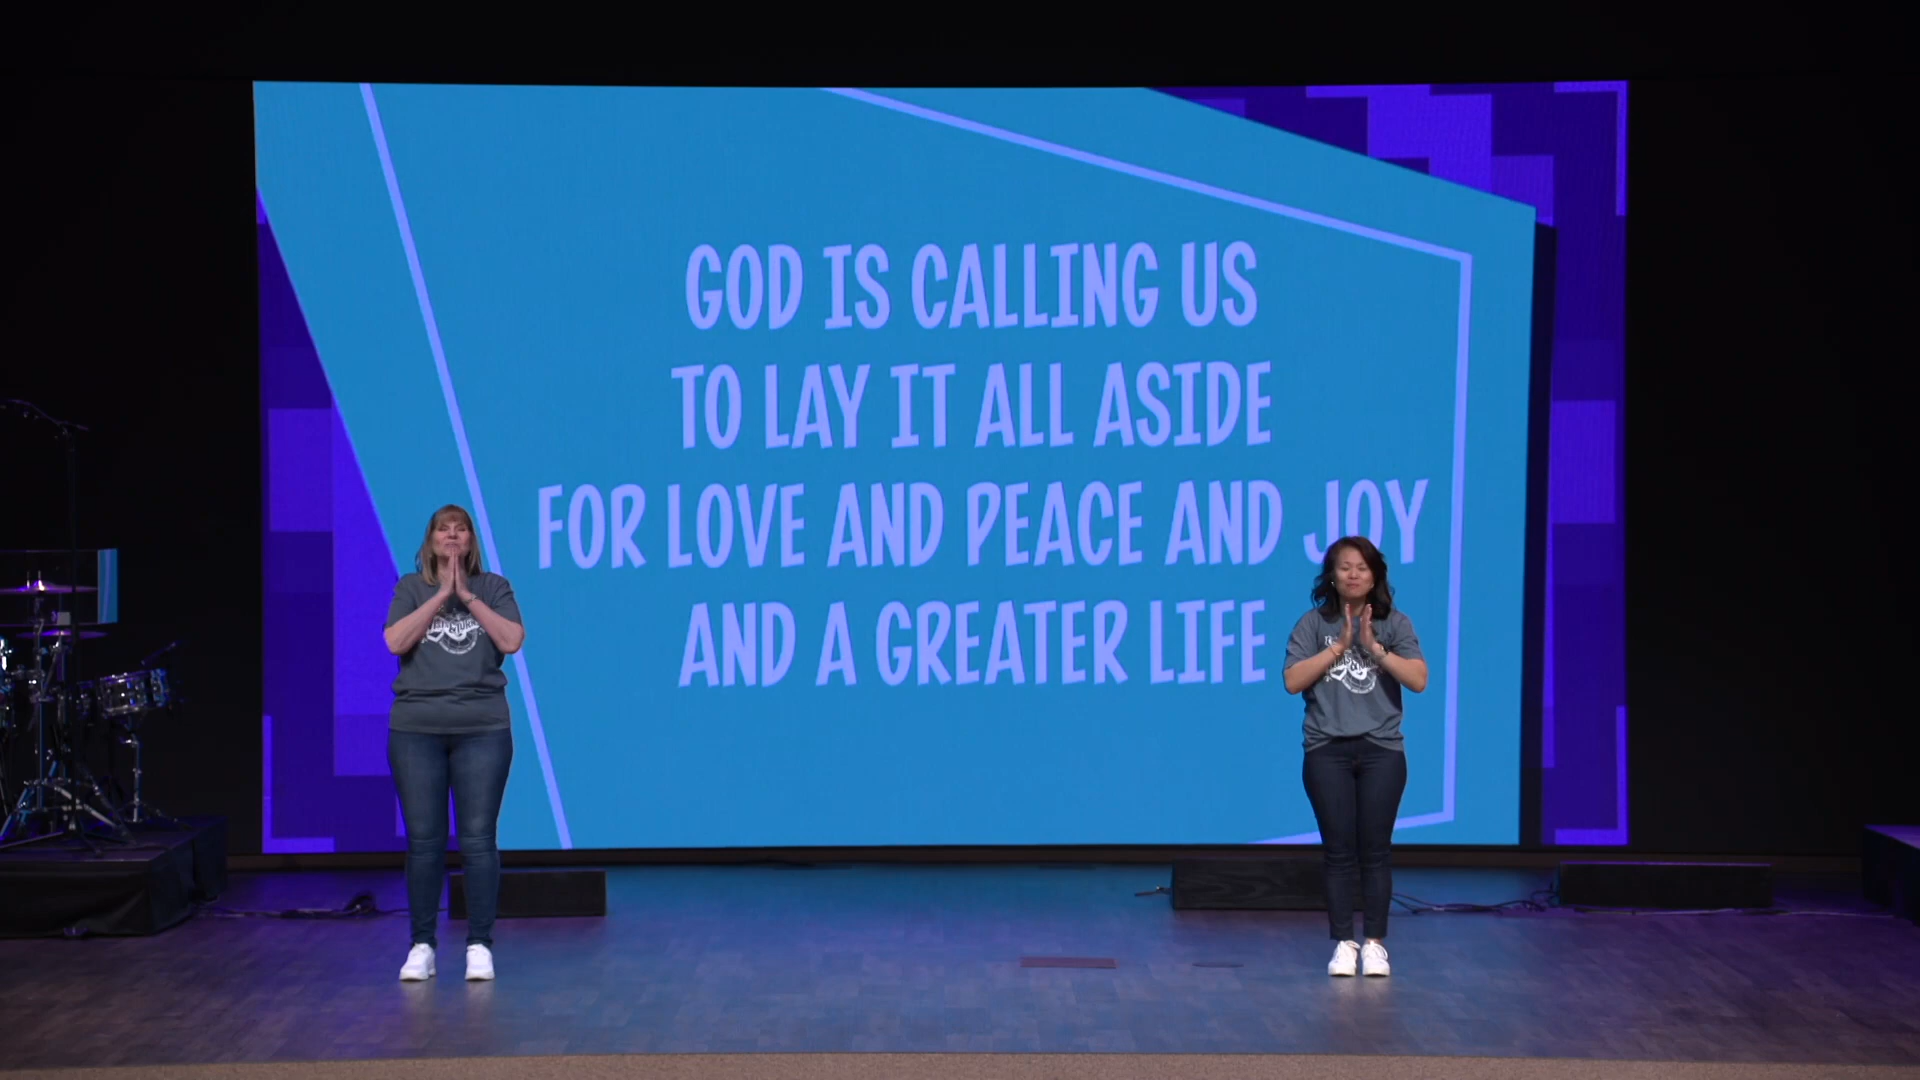 GOD IS CALLING US
TO LAY IT ALL ASIDE
FOR LOVE AND PEACE AND JOY
AND A GREATER LIFE